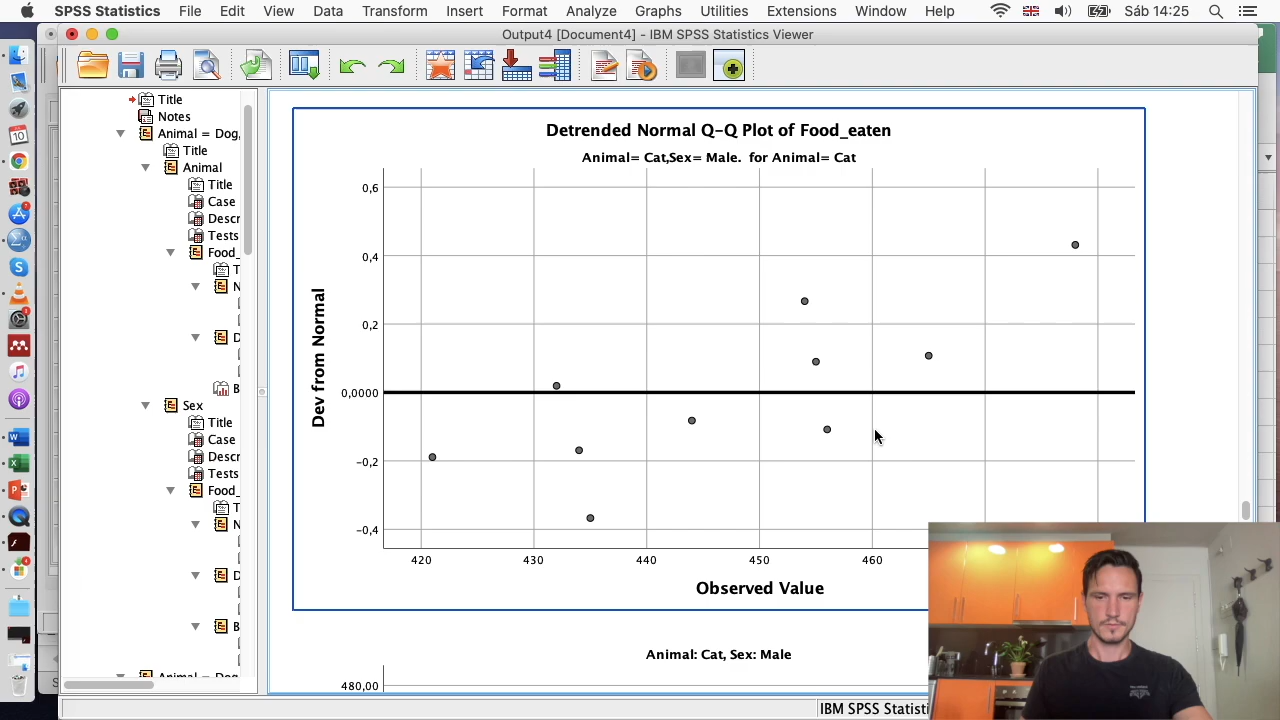 SPSS Statistics File Edit View Data Transform Insert Format Analyze Graphs Utilities Extensions Window Help Sáb 14:25
Output4 [Document4] - IBM SPSS Statistics Viewer
Title
Notes
Animal = Dog,
Title
Animal
Title
Case
Descr
Tests
Food_
T
N
D
B
Sex
Title
Case
Descr
Tests
Food_
T
N
D
B
Animal = Dog
Detrended Normal Q-Q Plot of Food_eaten
Animal= Cat,Sex= Male. for Animal= Cat
Dev from Normal
0,6
0,4
0,2
0,0000
-0,2
-0,4
420 430 440 450 460
Observed Value
Animal: Cat, Sex: Male
480,00
IBM SPSS Statisti